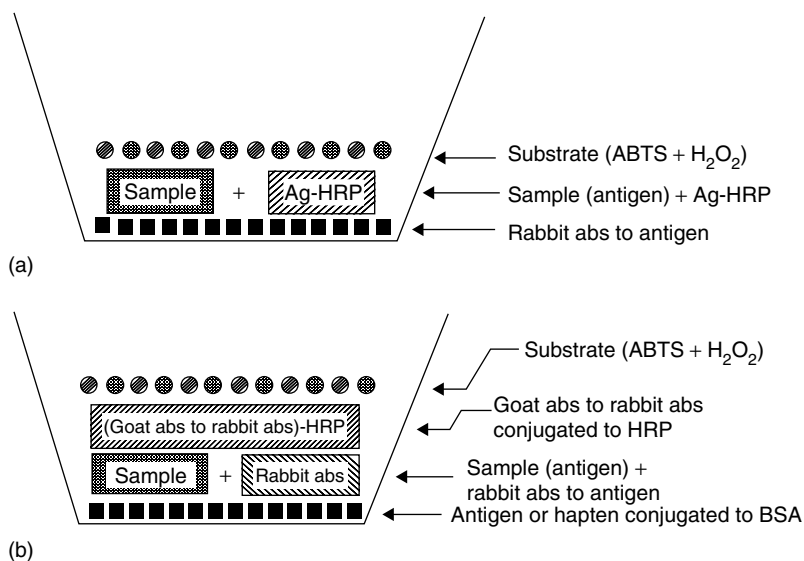 Substrate (ABTS + H₂O₂)
Sample + Ag-HRP
Sample (antigen) + Ag-HRP
Rabbit abs to antigen
(a)
Substrate (ABTS + H₂O₂)
(Goat abs to rabbit abs)-HRP
Goat abs to rabbit abs
conjugated to HRP
Sample + Rabbit abs
Sample (antigen) +
rabbit abs to antigen
Antigen or hapten conjugated to BSA
(b)